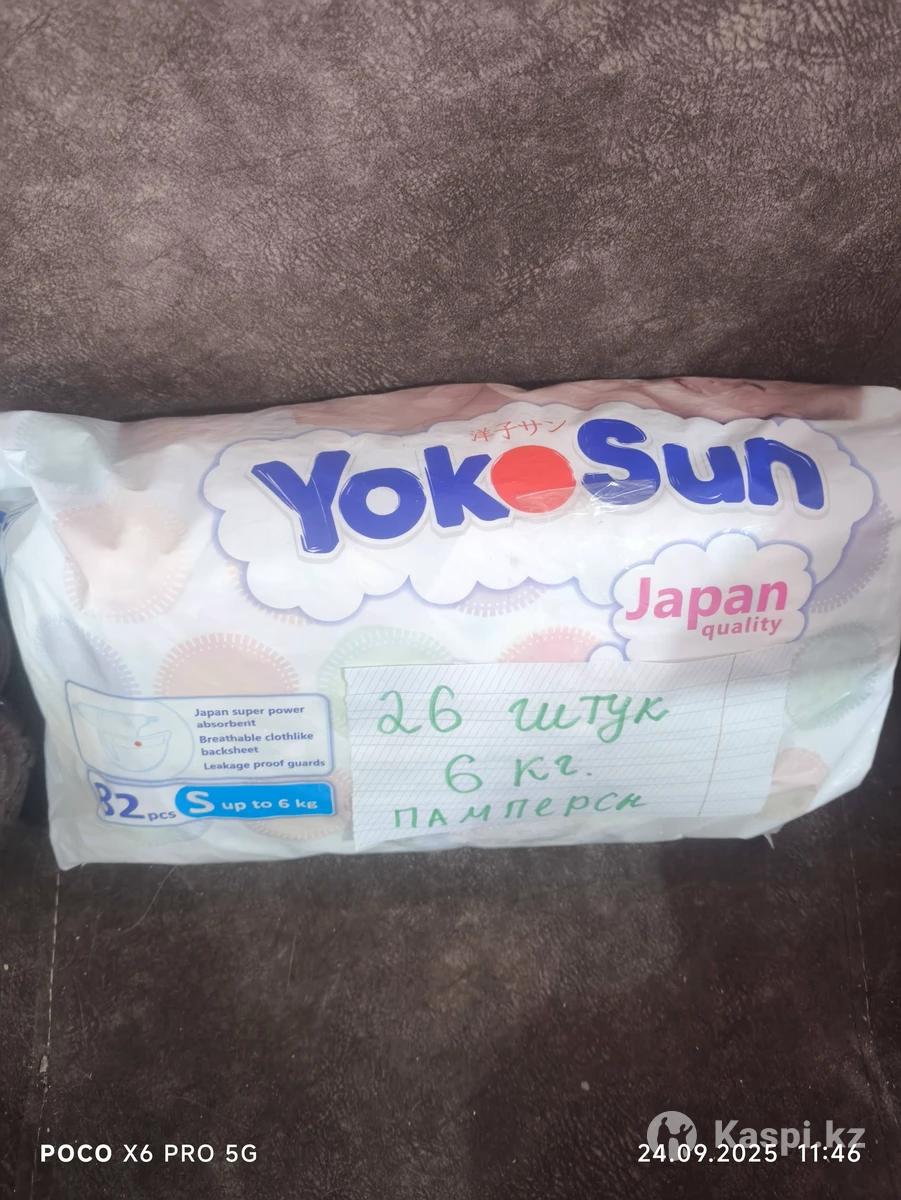 洋子サン
YokoSun
Japan
quality
Japan super power
absorbent
Breathable clothlike
backsheet
Leakage proof guards
82 pcs S up to 6 kg
26 штук
6 кг.
ПАМПЕРСЫ
POCO X6 PRO 5G
Kaspi.kz
24.09.2025 11:46